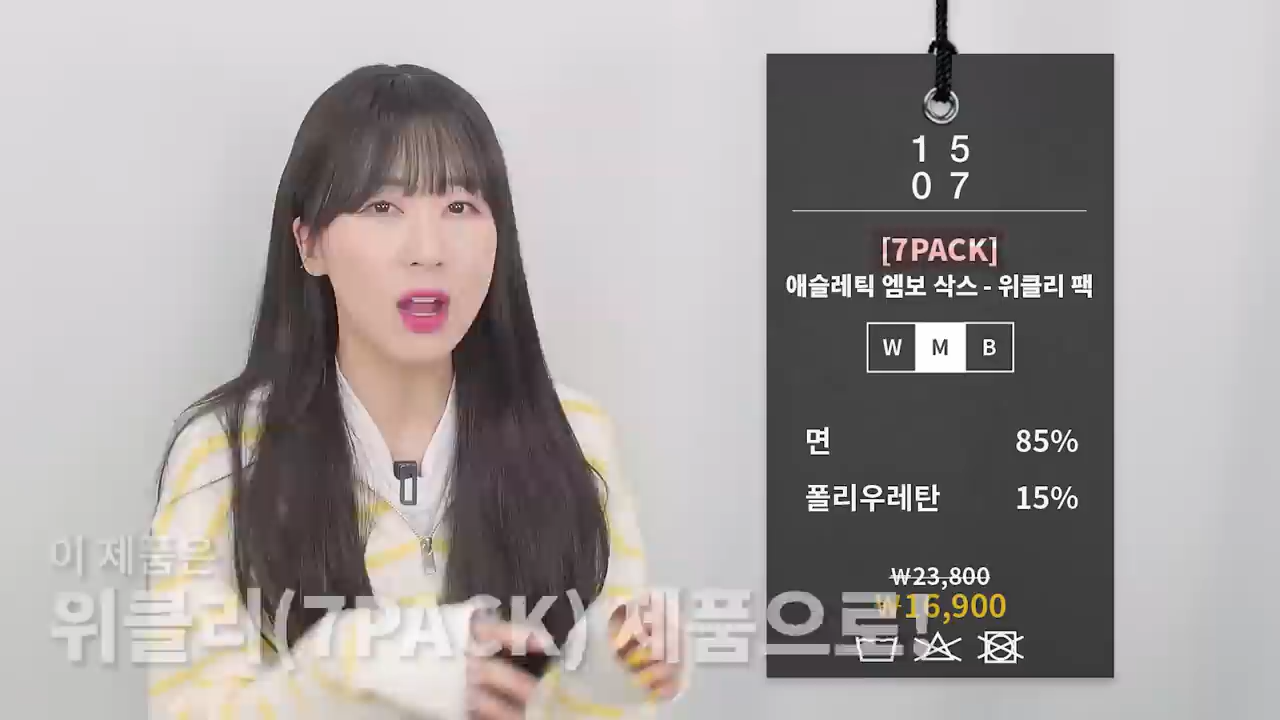 1 5
0 7
[7PACK]
애슬레틱 엠보 삭스 - 위클리 팩
W M B
면 85%
폴리우레탄 15%
₩23,800
₩16,900
이 제품은
위클리(7PACK) 제품으로!